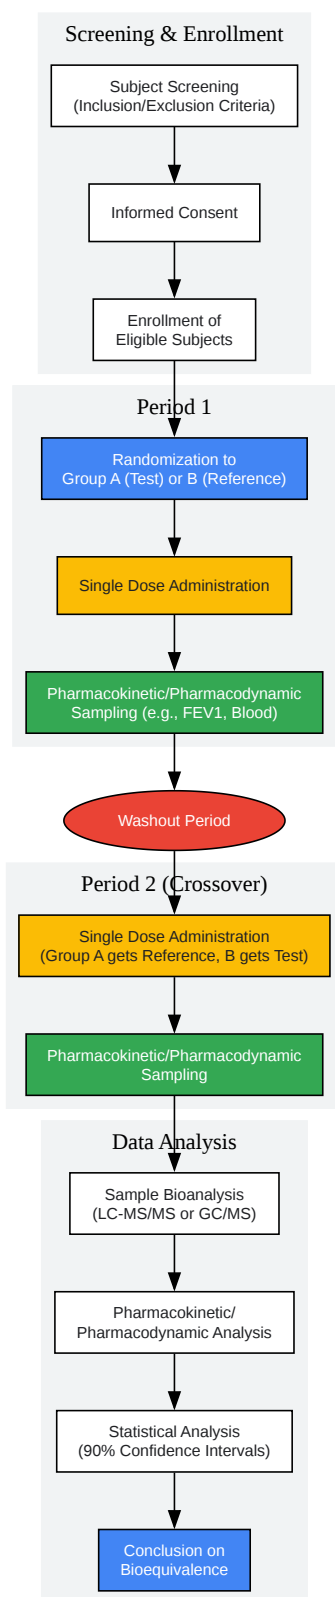 Screening & Enrollment
Subject Screening
(Inclusion/Exclusion Criteria)
Informed Consent
Enrollment of
Eligible Subjects
Period 1
Randomization to
Group A (Test) or B (Reference)
Single Dose Administration
Pharmacokinetic/Pharmacodynamic
Sampling (e.g., FEV1, Blood)
Washout Period
Period 2 (Crossover)
Single Dose Administration
(Group A gets Reference, B gets Test)
Pharmacokinetic/Pharmacodynamic
Sampling
Data Analysis
Sample Bioanalysis
(LC-MS/MS or GC/MS)
Pharmacokinetic/
Pharmacodynamic Analysis
Statistical Analysis
(90% Confidence Intervals)
Conclusion on
Bioequivalence